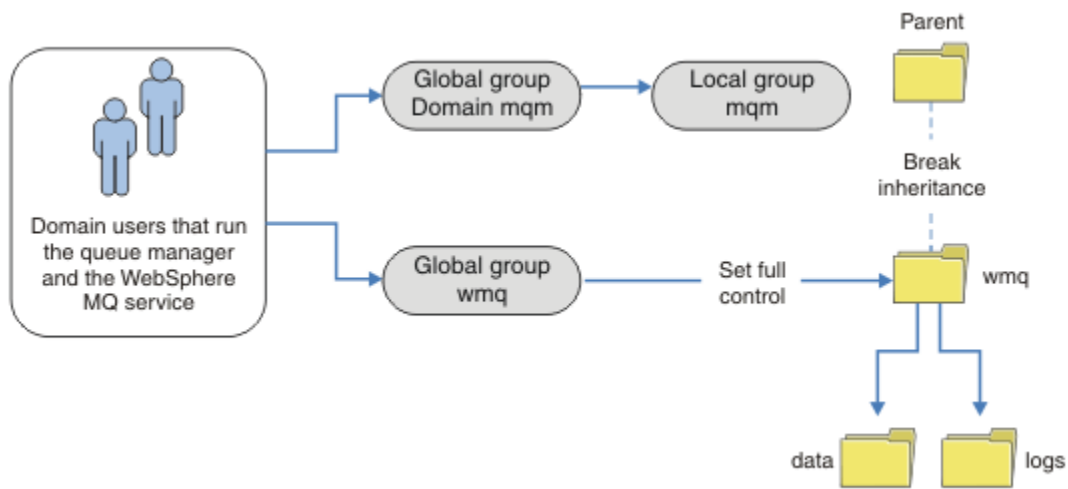 Parent
Global group
Domain mqm
Local group
mqm
Break
inheritance
Domain users that run
the queue manager
and the WebSphere
MQ service
Global group
wmq
Set full
control
wmq
data
logs